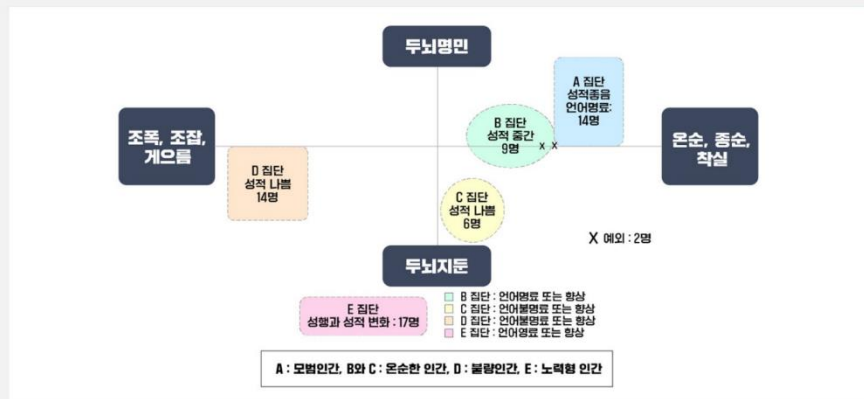 두뇌명민
A 집단
성적좋음
언어명료:
14명
B 집단
성적 중간
9명
x x
조폭, 조잡,
게으름
온순, 종순,
착실
D 집단
성적 나쁨
14명
C 집단
성적 나쁨
6명
X 예외 : 2명
두뇌지둔
E 집단
성행과 성적 변화 : 17명
B 집단 : 언어명료 또는 향상
C 집단 : 언어불명료 또는 향상
D 집단 : 언어불명료 또는 향상
E 집단 : 언어영료 또는 향상
A : 모범인간, B와 C : 온순한 인간, D : 불량인간, E : 노력형 인간